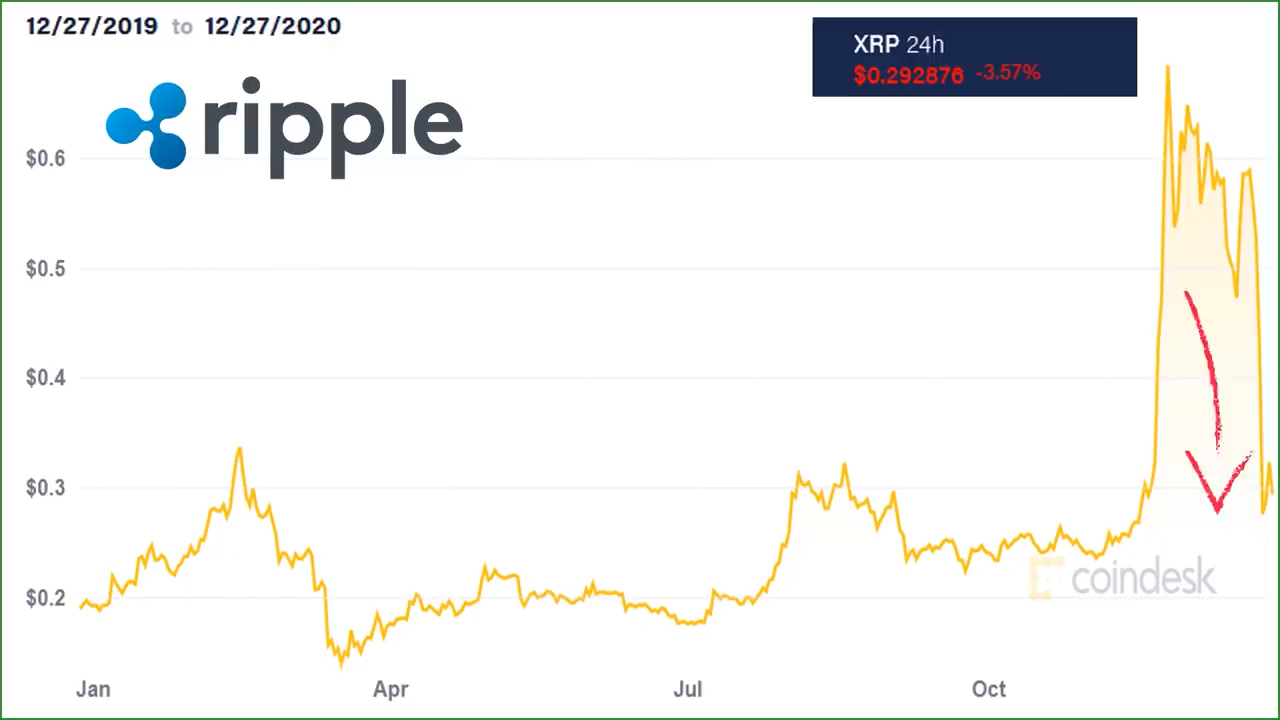 12/27/2019 to 12/27/2020
ripple
XRP 24h
$0.292876 -3.57%
$0.6
$0.5
$0.4
$0.3
$0.2
coindesk
Jan Apr Jul Oct